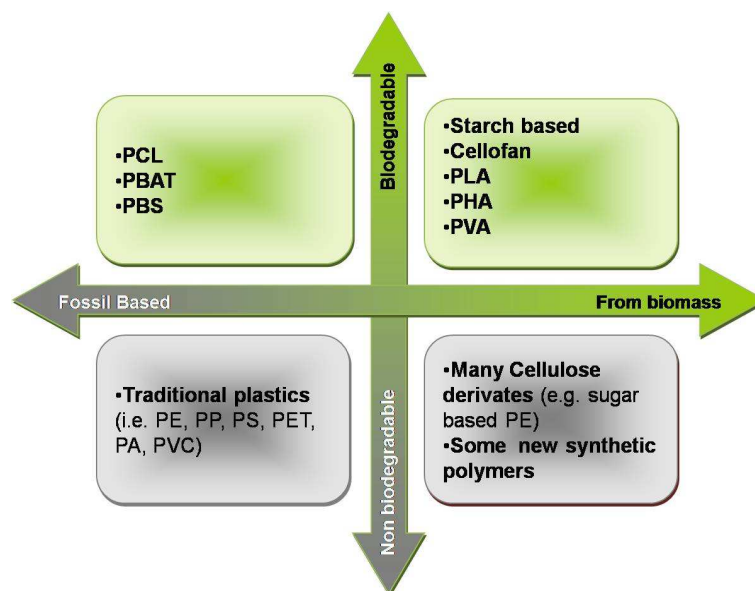 Biodegradable
•PCL
•PBAT
•PBS
•Starch based
•Cellofan
•PLA
•PHA
•PVA
Fossil Based
From biomass
•Traditional plastics
(i.e. PE, PP, PS, PET,
PA, PVC)
•Many Cellulose
derivates (e.g. sugar
based PE)
•Some new synthetic
polymers
Non biodegradable